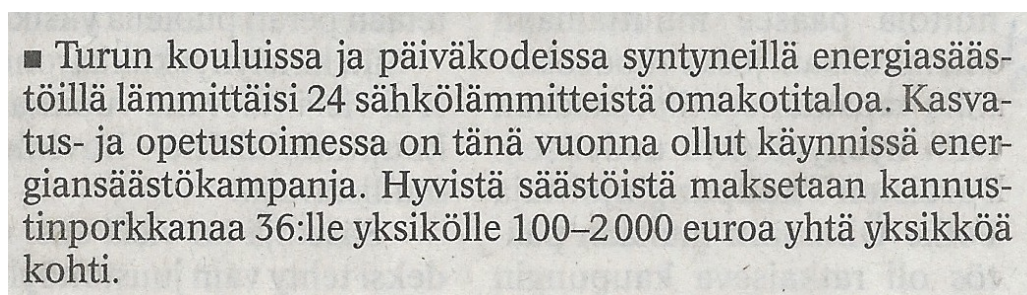 ■ Turun kouluissa ja päiväkodeissa syntyneillä energiasääs-
töillä lämmittäisi 24 sähkölämmitteistä omakotitaloa. Kasva-
tus- ja opetustoimessa on tänä vuonna ollut käynnissä ener-
giansäästökampanja. Hyvistä säästöistä maksetaan kannus-
tinporkkanaa 36:lle yksikölle 100–2 000 euroa yhtä yksikköä
kohti.